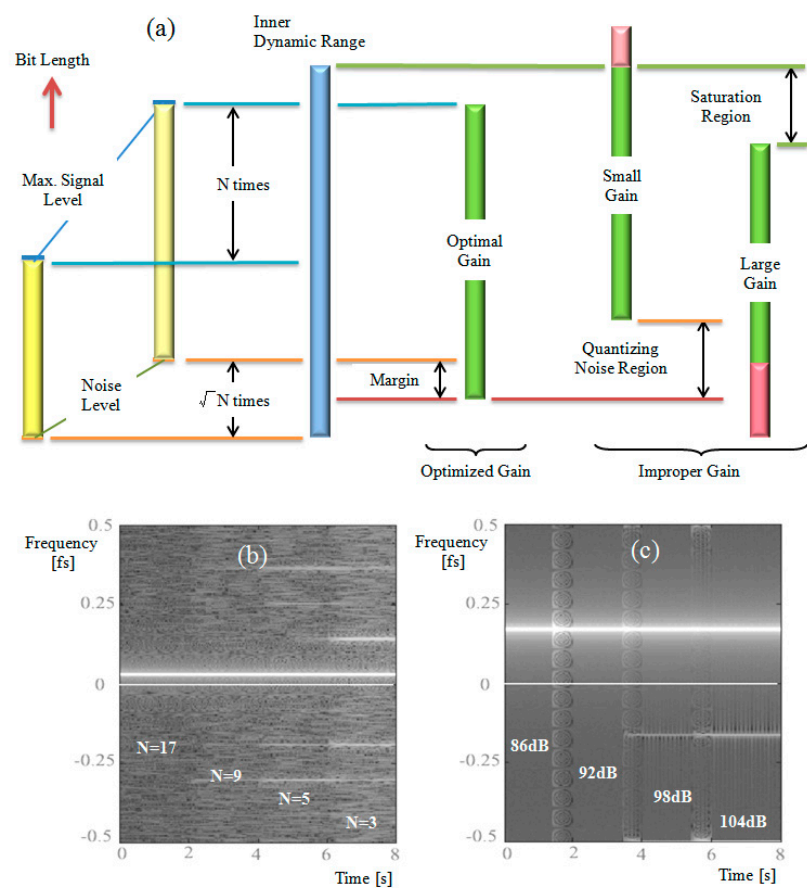 (a)
Inner
Dynamic Range
Bit Length
Saturation
Region
Max. Signal
Level
N times
Small
Gain
Optimal
Gain
Large
Gain
Noise
Level
√N times
Margin
Quantizing
Noise Region
Optimized Gain
Improper Gain
Frequency
[fs]
0.5
0.25
0
-0.25
-0.5
(b)
N=17
N=9
N=5
N=3
0 2 4 6 8
Time [s]
Frequency
[fs]
0.5
0.25
0
-0.25
-0.5
(c)
86dB
92dB
98dB
104dB
0 2 4 6 8
Time [s]